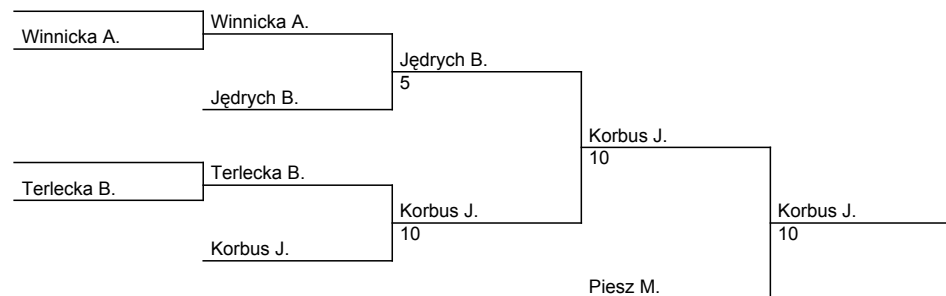 Winnicka A.
Winnicka A.
Jędrych B.
5
Jędrych B.
Korbus J.
10
Terlecka B.
Terlecka B.
Korbus J.
10
Korbus J.
10
Korbus J.
Piesz M.